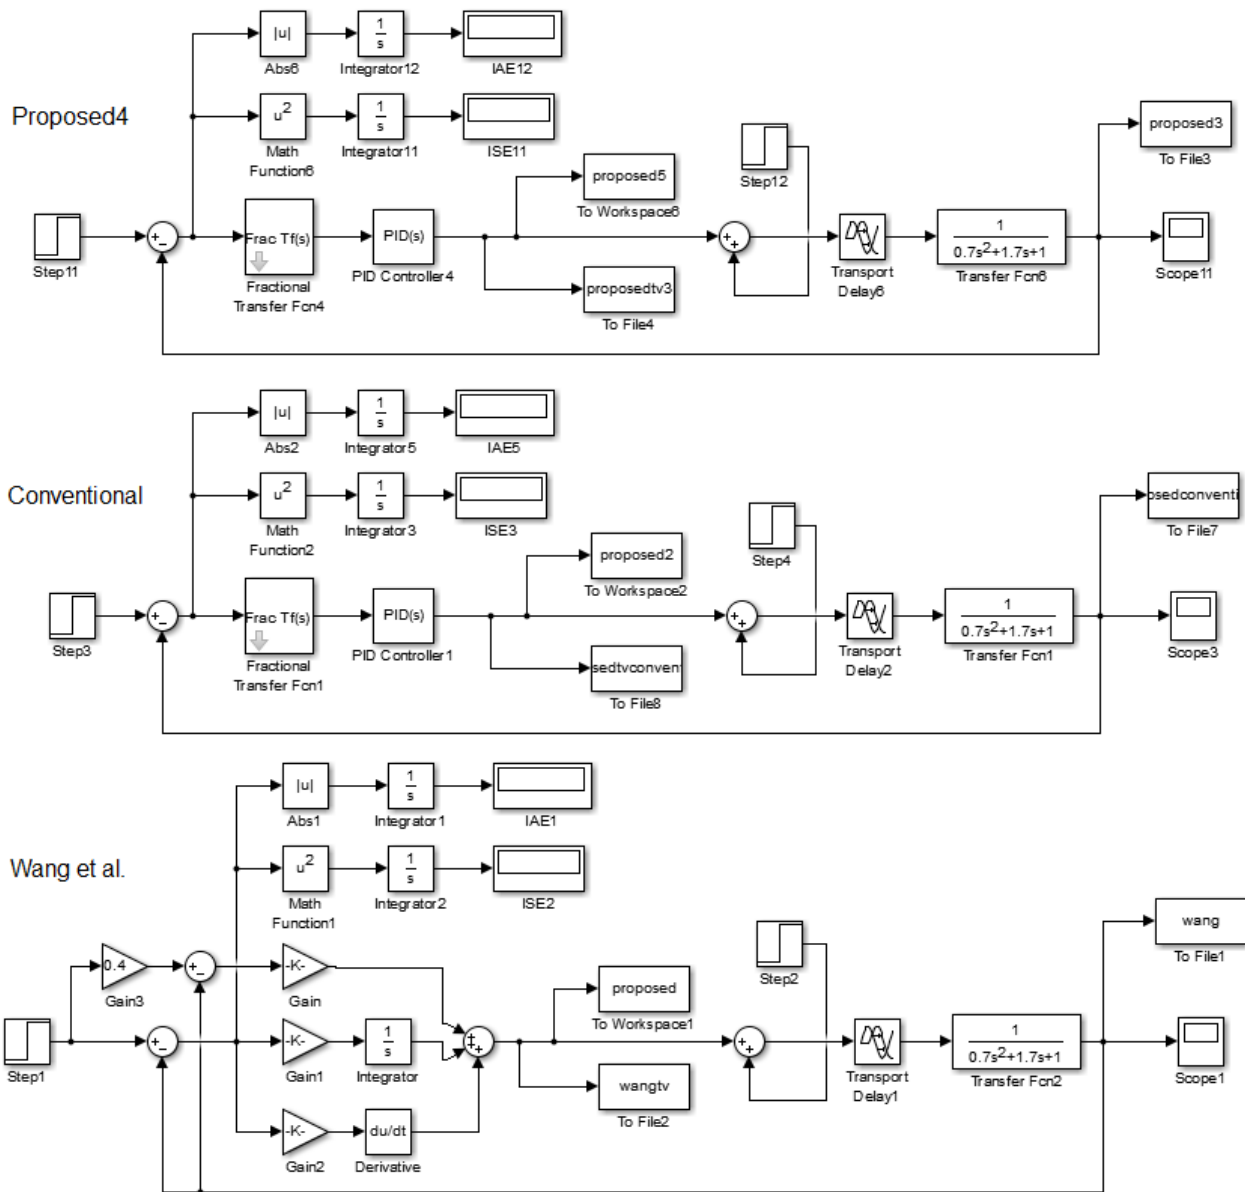 |u|
1
s
Abs6
Integrator12
IAE12
Proposed4
u2
1
s
Math
Function6
Integrator11
ISE11
proposed3
To File3
proposed5
To Workspace6
Step12
Step11
+
-
Frac Tf(s)
Fractional
Transfer Fcn4
PID(s)
PID Controller4
proposedtv3
To File4
+
+
Transport
Delay6
1
0.7s2+1.7s+1
Transfer Fcn6
Scope11
|u|
1
s
Abs2
Integrator5
IAE5
Conventional
u2
1
s
Math
Function2
Integrator3
ISE3
osedconventi
To File7
proposed2
To Workspace2
Step4
Step3
+
-
Frac Tf(s)
Fractional
Transfer Fcn1
PID(s)
PID Controller1
sedtvconvent
To File8
+
+
Transport
Delay2
1
0.7s2+1.7s+1
Transfer Fcn1
Scope3
|u|
1
s
Abs1
Integrator1
IAE1
Wang et al.
u2
1
s
Math
Function1
Integrator2
ISE2
wang
To File1
0.4
Gain3
+
-
-K-
Gain
proposed
To Workspace1
Step2
Step1
+
-
-K-
Gain1
1
s
Integrator
+
+
+
wangtv
To File2
+
+
Transport
Delay1
1
0.7s2+1.7s+1
Transfer Fcn2
Scope1
-K-
Gain2
du/dt
Derivative